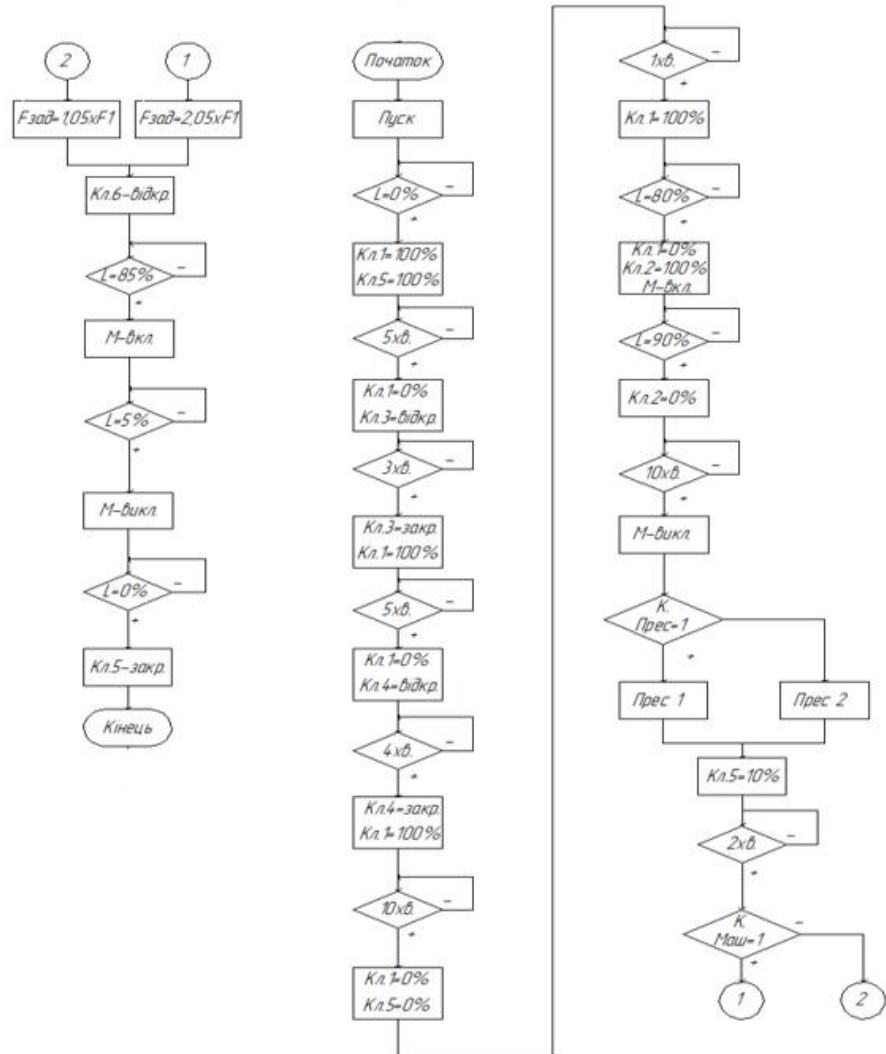 2
1
Fзад=1,05xF1
Fзад=2,05xF1
Кл.6-відкр.
L=85%
-
+
М-вкл.
L=5%
-
+
М-викл.
L=0%
-
+
Кл.5-закр.
Кінець
Початок
Пуск
L=0%
-
+
Кл.1=100%
Кл.5=100%
5хв.
-
+
Кл.1=0%
Кл.3=відкр.
3хв.
-
+
Кл.3=закр.
Кл.1=100%
5хв.
-
+
Кл.1=0%
Кл.4=відкр.
4хв.
-
+
Кл.4=закр.
Кл.1=100%
10хв.
-
+
Кл.1=0%
Кл.5=0%
1хв.
-
+
Кл.1=100%
L=80%
-
+
Кл.1=0%
Кл.2=100%
М-вкл.
L=90%
-
+
Кл.2=0%
10хв.
-
+
М-викл.
К.
Прес=1
-
+
Прес 1
Прес 2
Кл.5=10%
2хв.
-
+
К.
Маш=1
-
+
1
2